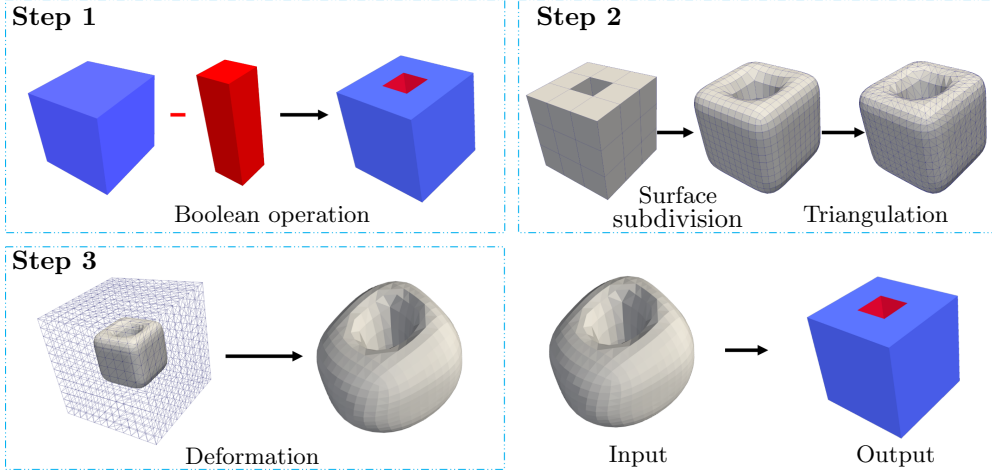 Step 1
Boolean operation
Step 2
Surface
subdivision
Triangulation
Step 3
Deformation
Input
Output